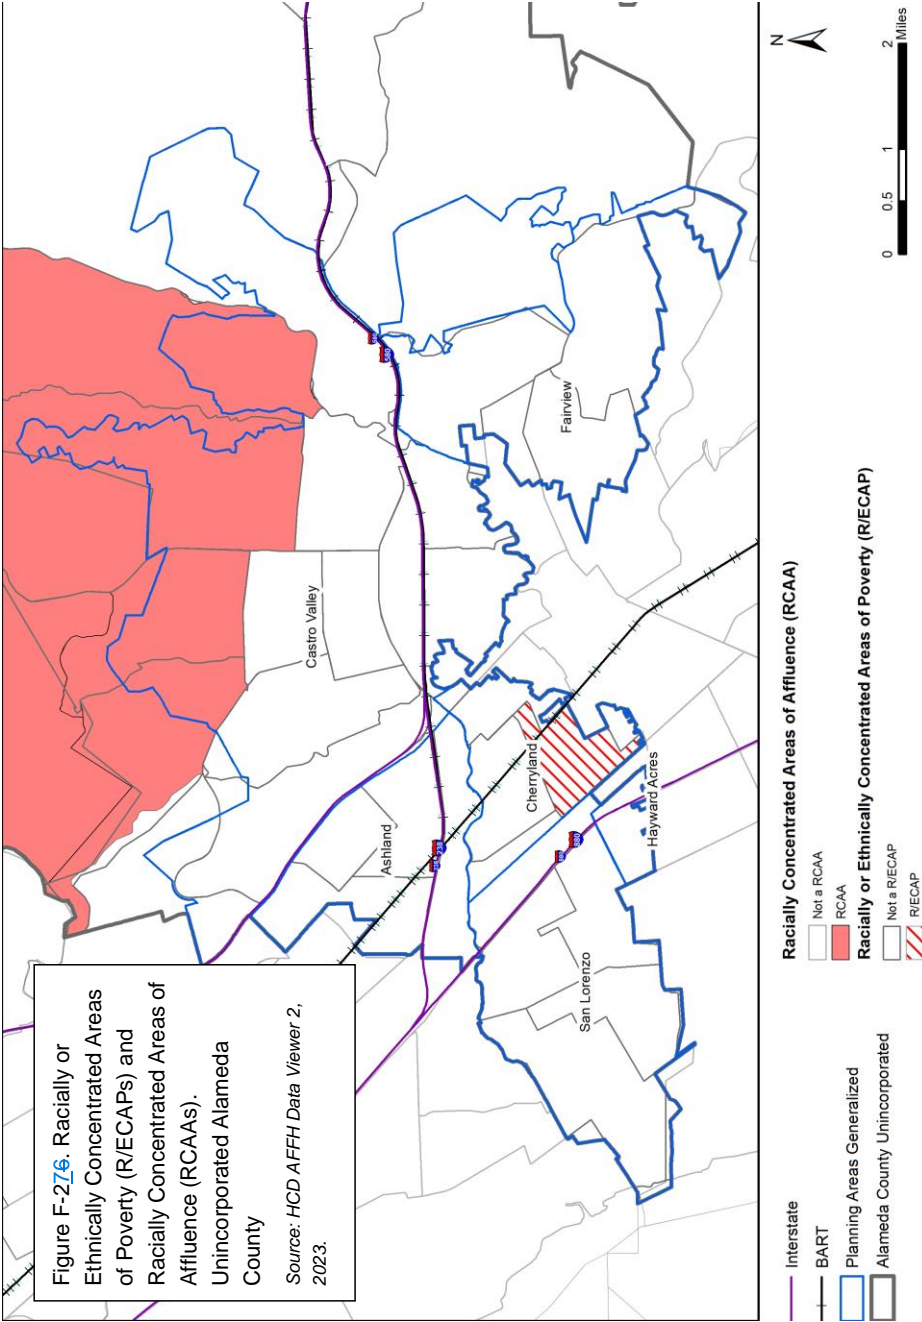 Figure F-276. Racially or
Ethnically Concentrated Areas
of Poverty (R/ECAPs) and
Racially Concentrated Areas of
Affluence (RCAAs).
Unincorporated Alameda
County
Source: HCD AFFH Data Viewer 2,
2023.
Castro Valley
Ashland
Cherryland
Fairview
San Lorenzo
Hayward Acres
580
238
880
Interstate
BART
Planning Areas Generalized
Alameda County Unincorporated
Racially Concentrated Areas of Affluence (RCAA)
Not a RCAA
RCAA
Racially or Ethnically Concentrated Areas of Poverty (R/ECAP)
Not a R/ECAP
R/ECAP
N
0 0.5 1 2
Miles